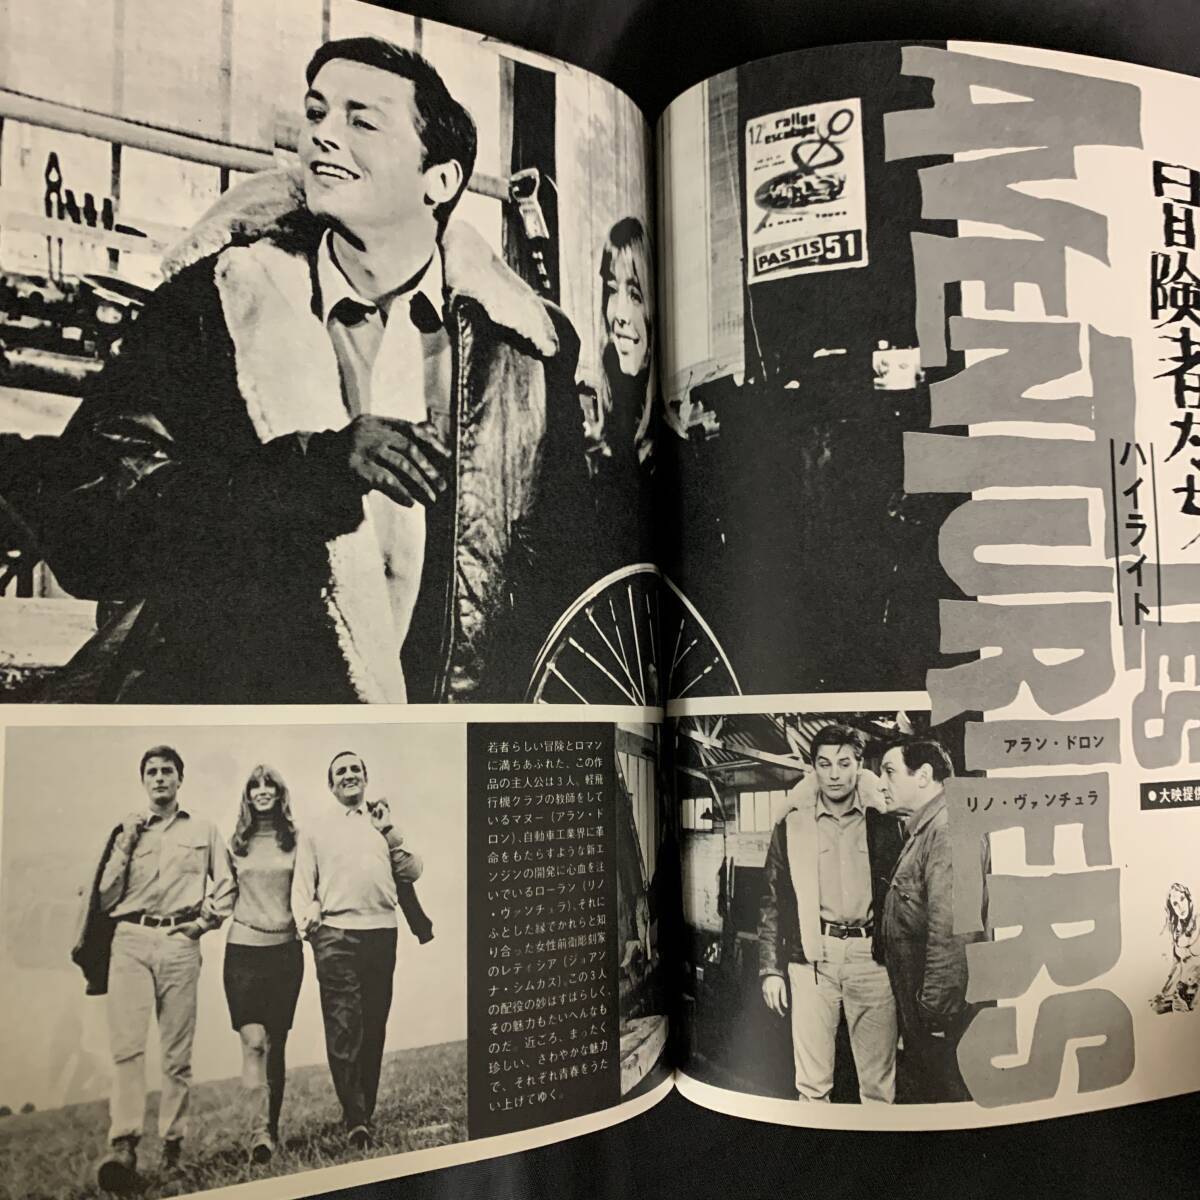 12e rallye
escalope
LE MANS TOURS
PASTIS 51
LES
AVENTURIERS
冒険者たち
ハイライト
アラン・ドロン
リノ・ヴァンチュラ
●大映提供
若者らしい冒険とロマン
に満ちあふれた、この作
品の主人公は3人。軽飛
行機クラブの教師をして
いるマヌー（アラン・ド
ロン）、自動車工業界に革
命をもたらすような新エ
ンジンの開発に心血を注
いでいるローラン（リノ
・ヴァンチュラ）、それに
ふとした縁でかれらと知
り合った女性前衛彫刻家
のレティシア（ジョアン
ナ・シムカス）、この3人
の配役の妙はすばらしく、
その魅力もたいへんなも
のだ。近ごろ、まったく
珍しい、さわやかな魅力
で、それぞれ青春をうた
い上げてゆく。